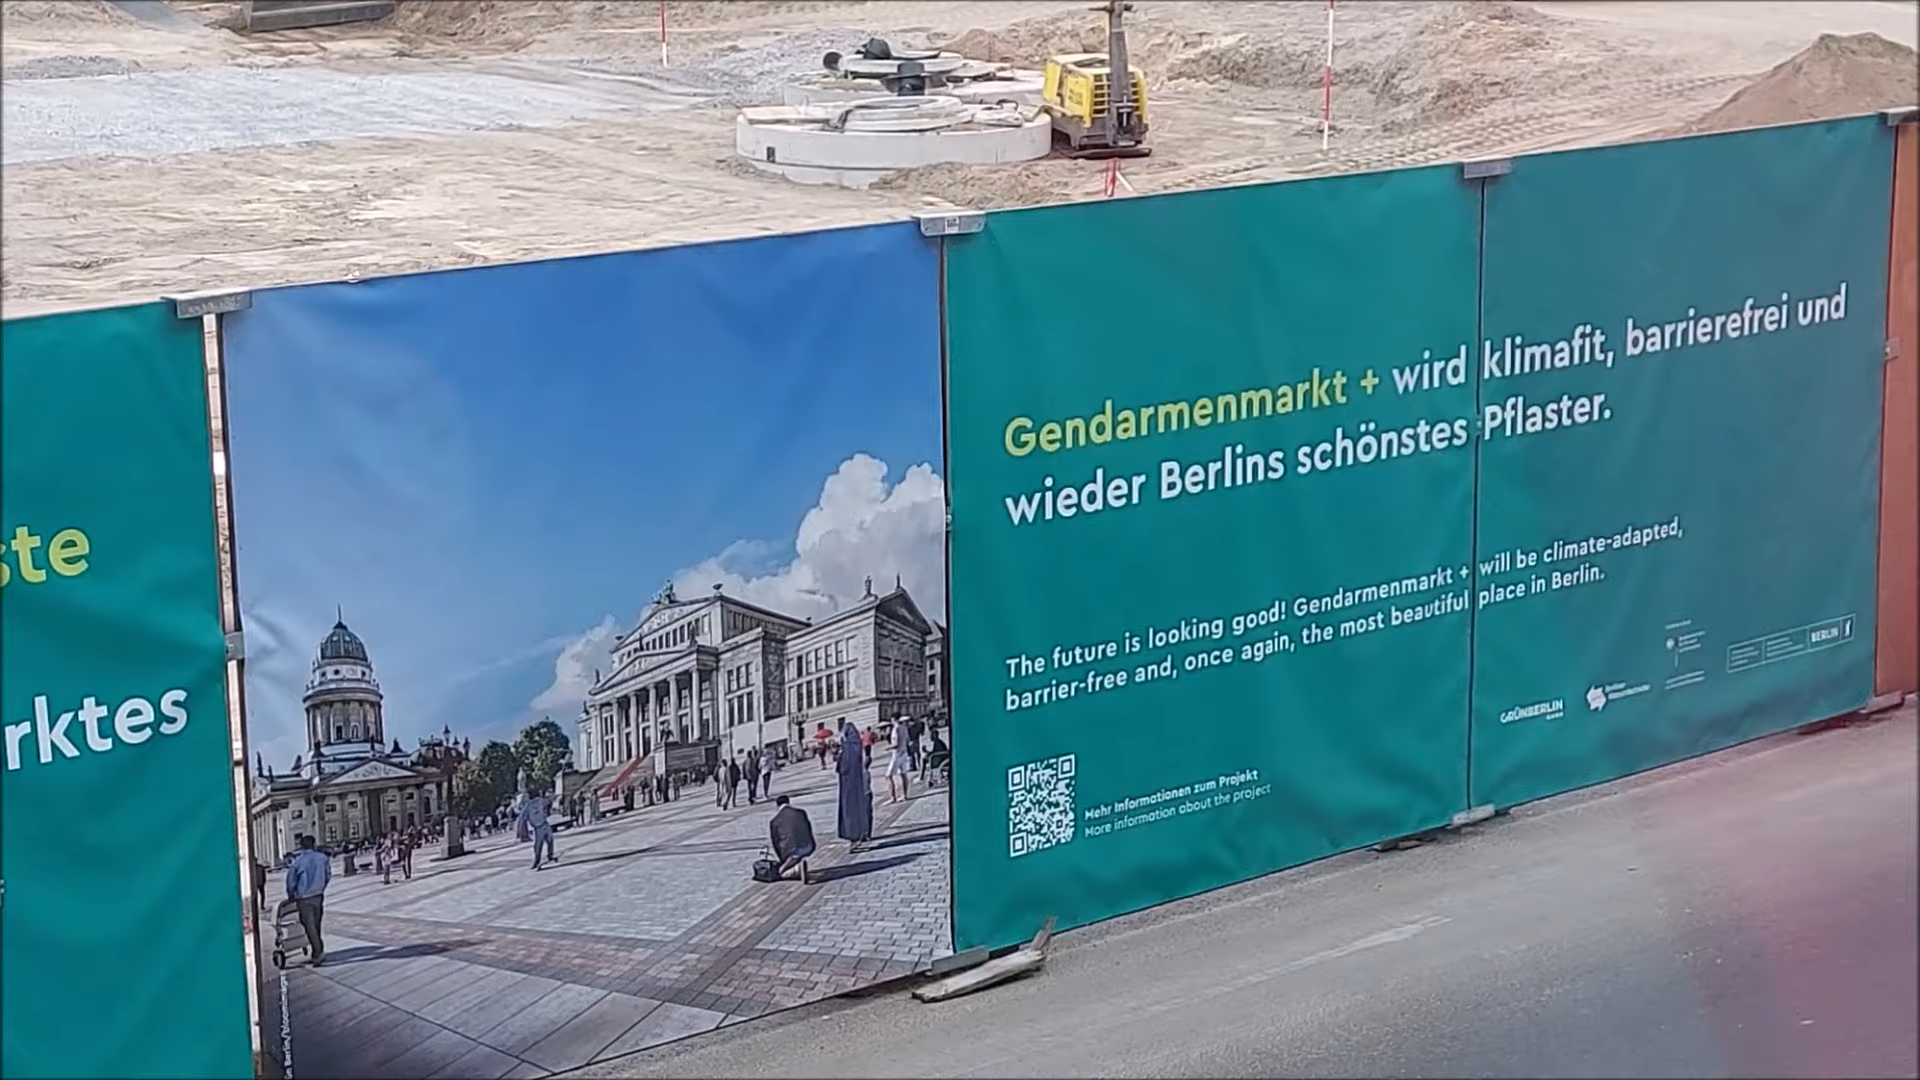 ste
rktes
Gendarmenmarkt + wird klimafit, barrierefrei und
wieder Berlins schönstes Pflaster.
The future is looking good! Gendarmenmarkt + will be climate-adapted,
barrier-free and, once again, the most beautiful place in Berlin.
Mehr Informationen zum Projekt
More information about the project
GRÜNBERLIN
BERLIN